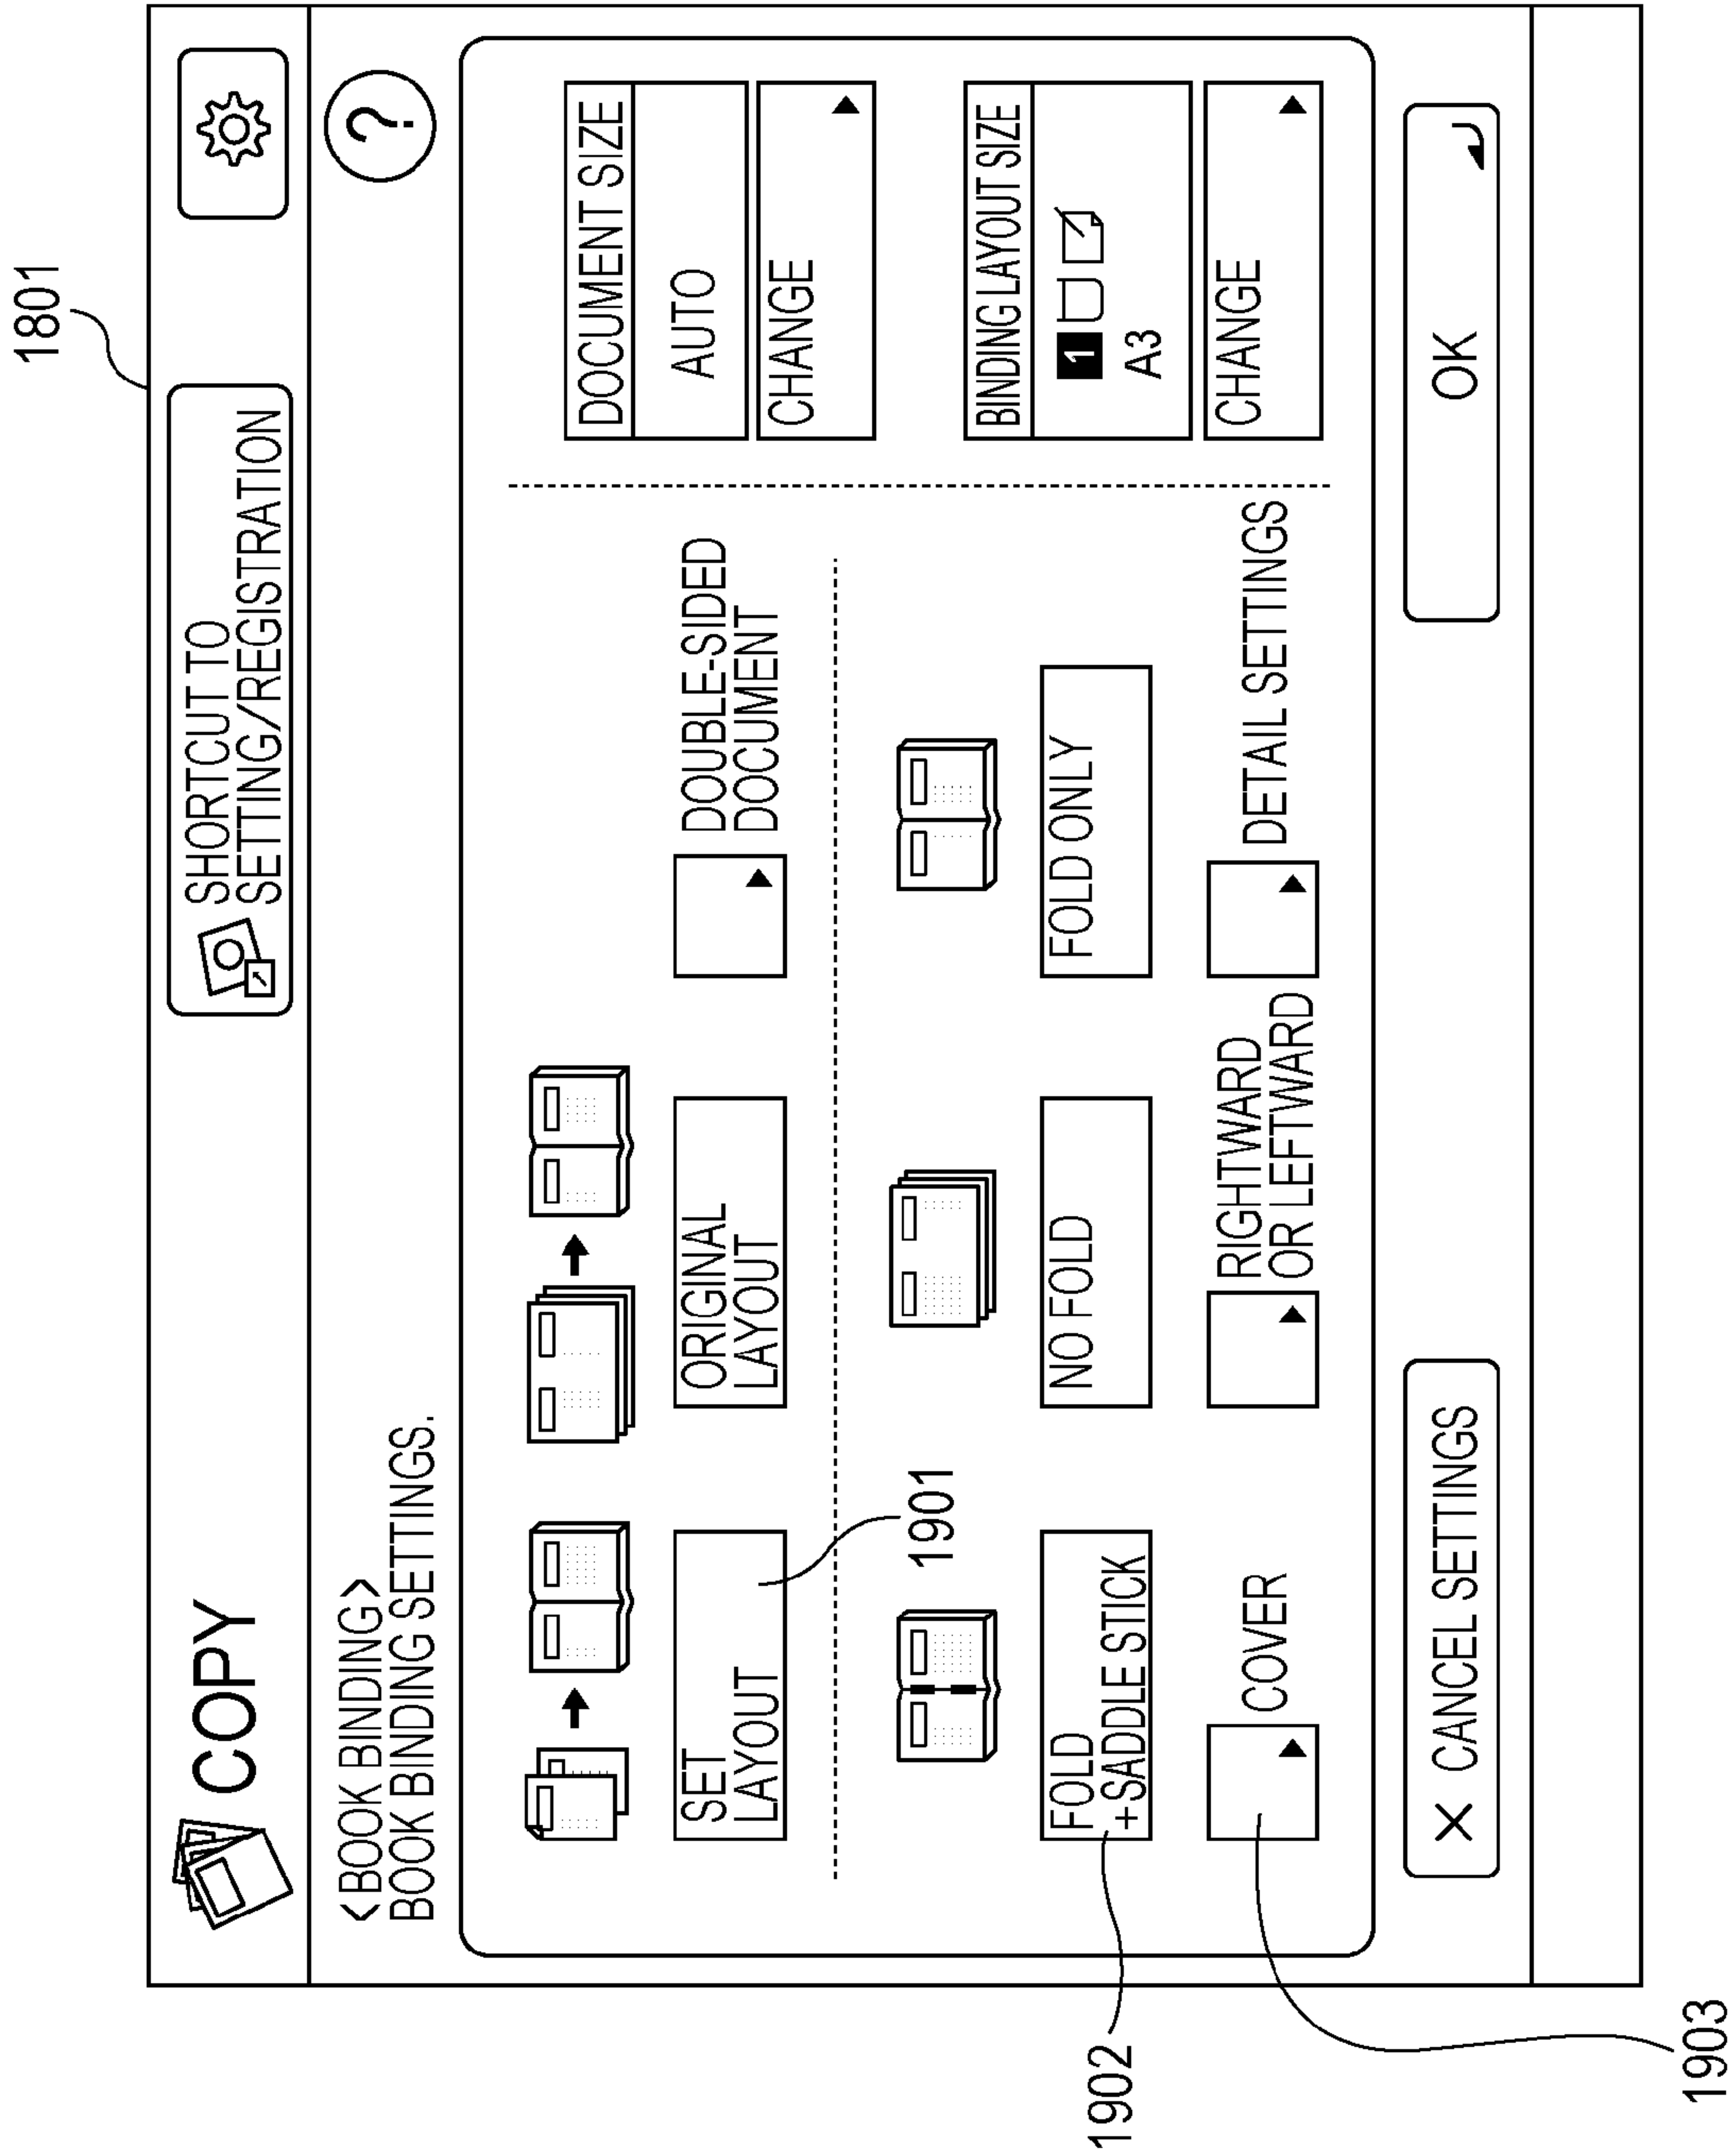 1801
COPY
SHORTCUT TO
SETTING/REGISTRATION
<BOOK BINDING>
BOOK BINDING SETTINGS.
?
SET
LAYOUT
ORIGINAL
LAYOUT
DOUBLE-SIDED
DOCUMENT
DOCUMENT SIZE
AUTO
CHANGE
1901
FOLD
+SADDLE STICK
NO FOLD
FOLD ONLY
BINDING LAYOUT SIZE
1
A3
CHANGE
1902
COVER
RIGHTWARD
OR LEFTWARD
DETAIL SETTINGS
1903
X CANCEL SETTINGS
OK